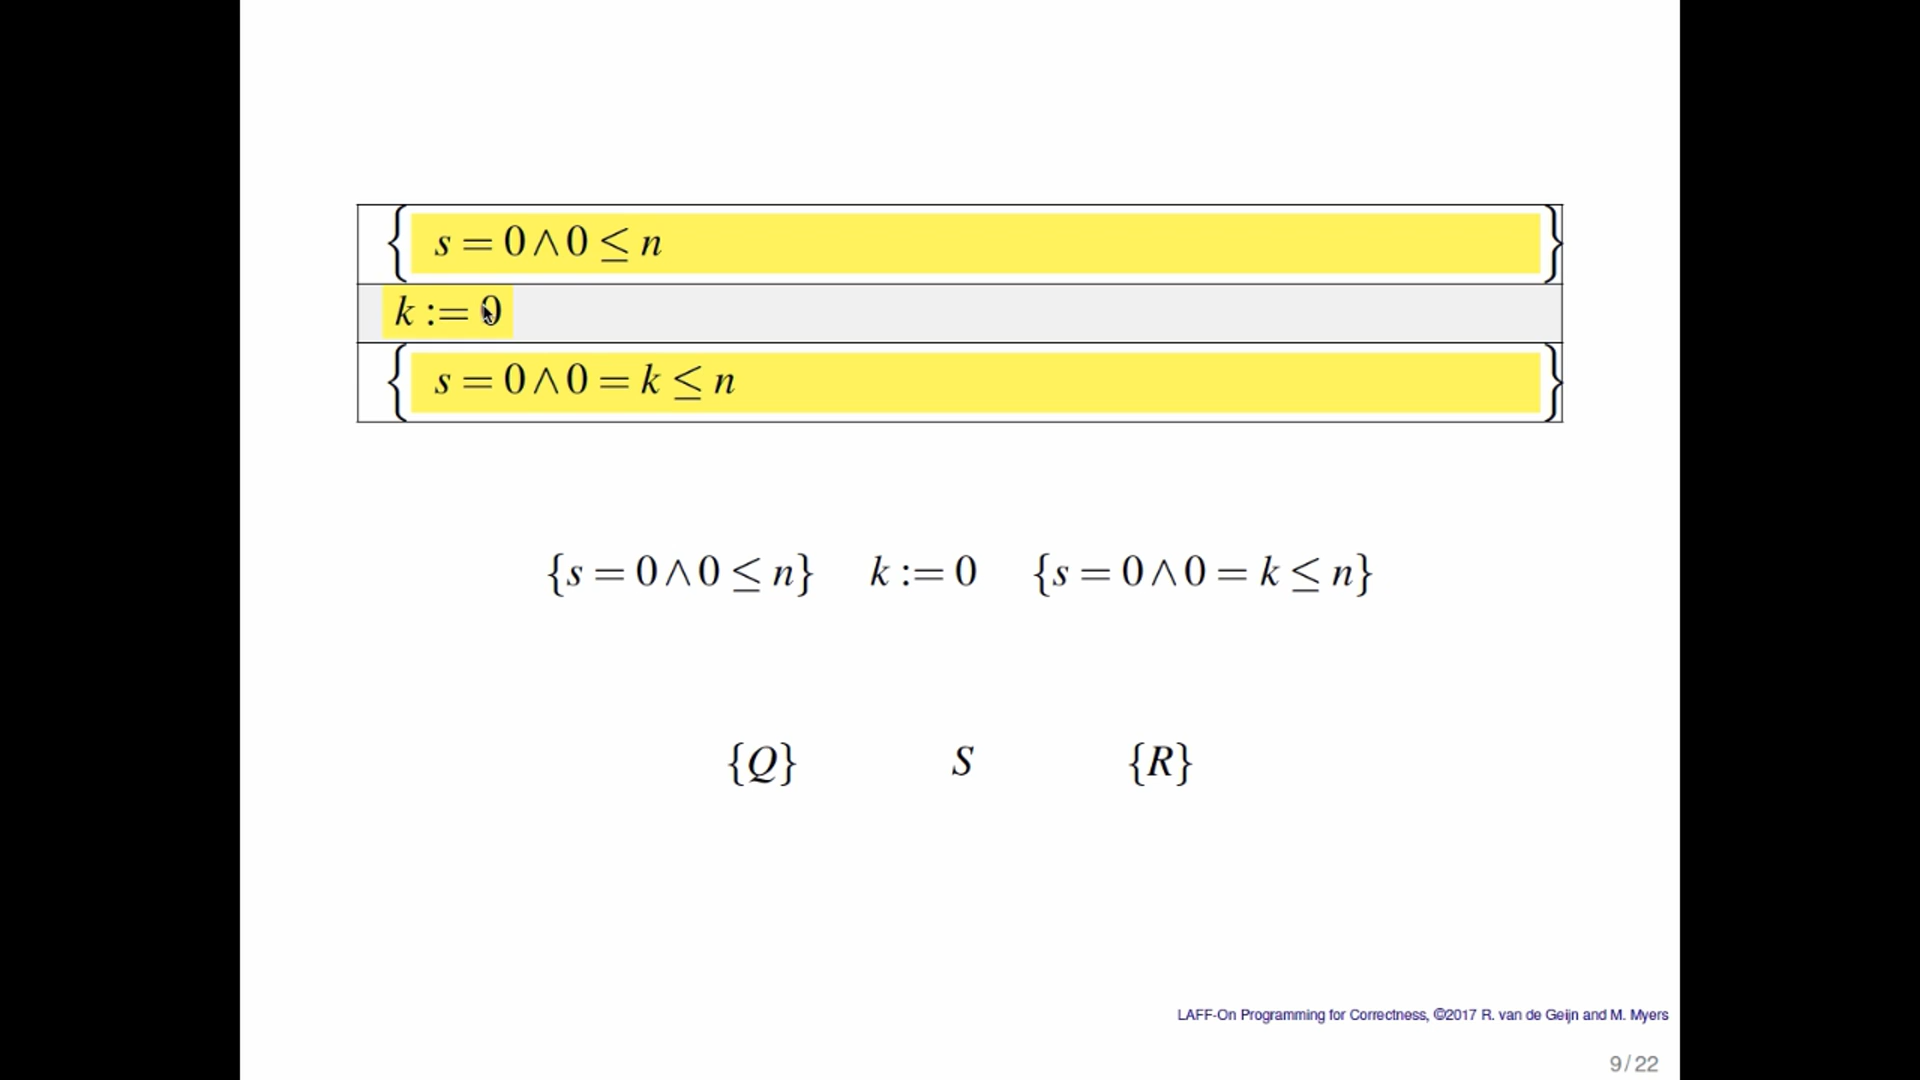 { s = 0 ∧ 0 ≤ n }
k := 0
{ s = 0 ∧ 0 = k ≤ n }
{s = 0 ∧ 0 ≤ n} k := 0 {s = 0 ∧ 0 = k ≤ n}
{Q} S {R}
LAFF-On Programming for Correctness, ©2017 R. van de Geijn and M. Myers
9/22